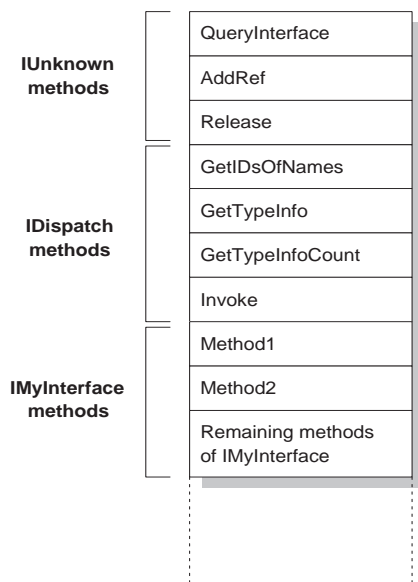 IUnknown
methods
QueryInterface
AddRef
Release
IDispatch
methods
GetIDsOfNames
GetTypeInfo
GetTypeInfoCount
Invoke
IMyInterface
methods
Method1
Method2
Remaining methods
of IMyInterface